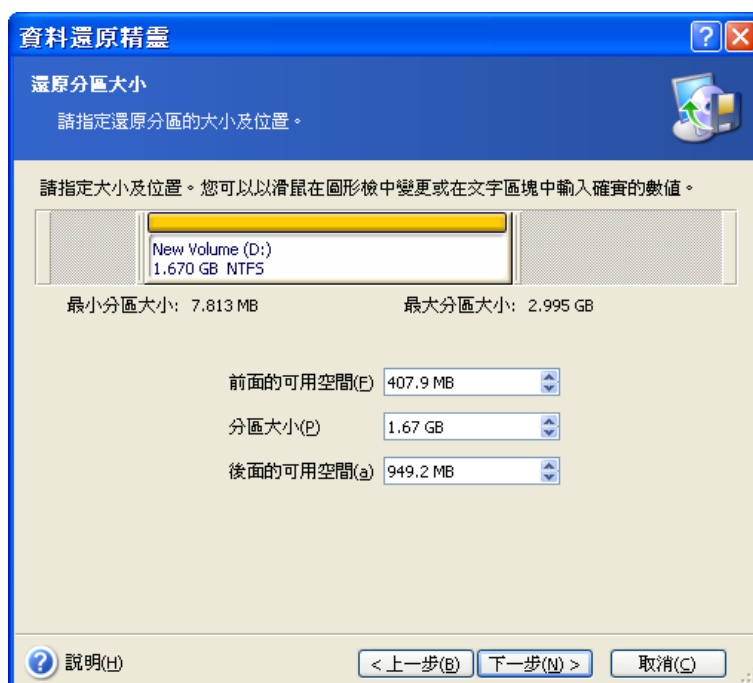 資料還原精靈
還原分區大小
請指定還原分區的大小及位置。
請指定大小及位置。您可以以滑鼠在圖形檔中變更或在文字區塊中輸入確實的數值。
New Volume (D:)
1.670 GB NTFS
最小分區大小: 7.813 MB 最大分區大小: 2.995 GB
前面的可用空間(F) 407.9 MB
分區大小(P) 1.67 GB
後面的可用空間(a) 949.2 MB
說明(H) < 上一步(B) 下一步(N) > 取消(C)